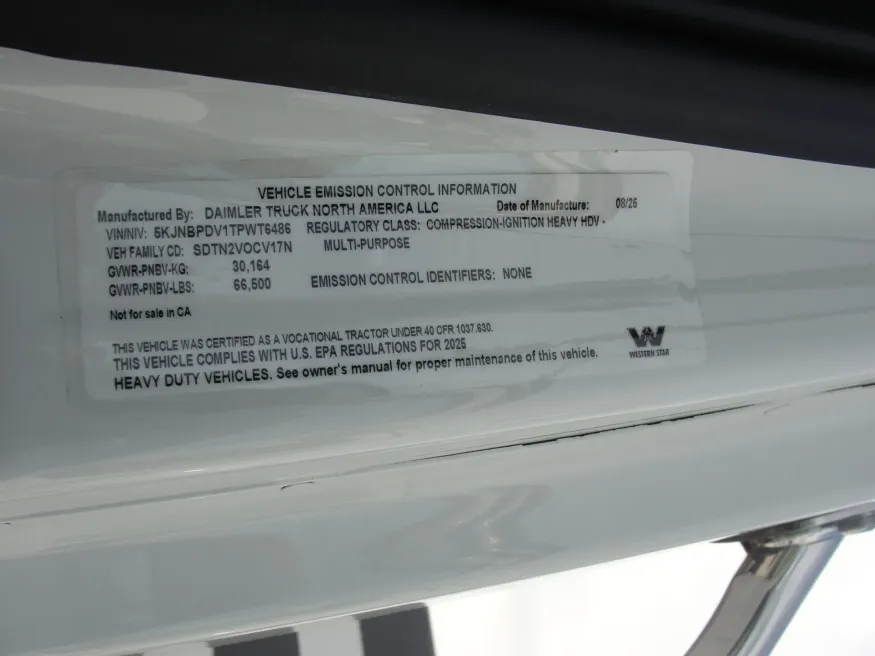 VEHICLE EMISSION CONTROL INFORMATION
Manufactured By: DAIMLER TRUCK NORTH AMERICA LLC Date of Manufacture: 08/25
VIN/NIV: 5KJNBPDV1TPWT6486 REGULATORY CLASS: COMPRESSION-IGNITION HEAVY HDV -
VEH FAMILY CD: SDTN2VOCV17N MULTI-PURPOSE
GVWR-PNBV-KG: 30,164
GVWR-PNBV-LBS: 66,500 EMISSION CONTROL IDENTIFIERS: NONE
Not for sale in CA
THIS VEHICLE WAS CERTIFIED AS A VOCATIONAL TRACTOR UNDER 40 CFR 1037.630.
THIS VEHICLE COMPLIES WITH U.S. EPA REGULATIONS FOR 2025
HEAVY DUTY VEHICLES. See owner's manual for proper maintenance of this vehicle.
WESTERN STAR